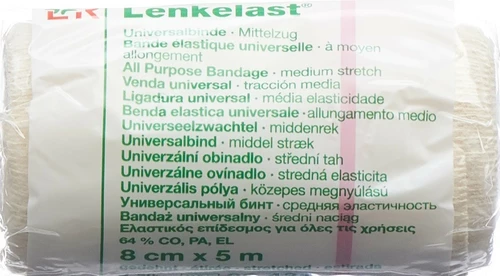 L&R Lenkelast®
Universalbinde · Mittelzug
Bande élastique universelle · à moyen
allongement
All Purpose Bandage · medium stretch
Venda universal · tracción media
Ligadura universal · média elasticidade
Benda elastica universale · allungamento medio
Universeelzwachtel · middenrek
Universalbind · middel stræk
Univerzální obinadlo · střední tah
Univerzálne ovínadlo · stredná elasticita
Univerzális pólya · közepes megnyúlású
Универсальный бинт · средняя эластичность
Bandaż uniwersalny · średni naciąg
Ελαστικός επίδεσμος για όλες τις χρήσεις
64 % CO, PA, EL
8 cm x 5 m